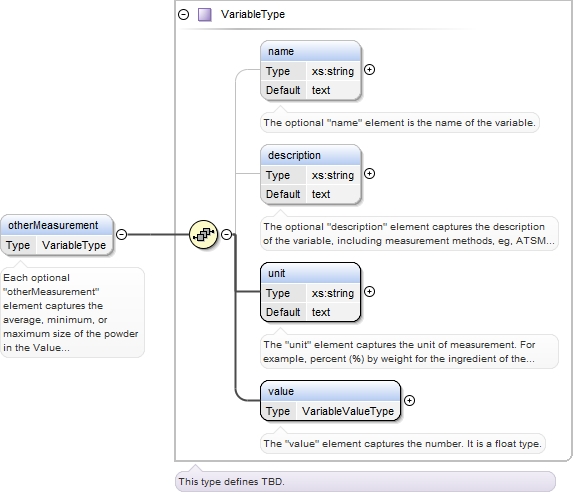 VariableType
name
Type xs:string
Default text
The optional "name" element is the name of the variable.
description
Type xs:string
Default text
The optional "description" element captures the description
of the variable, including measurement methods, eg, ATSM...
otherMeasurement
Type VariableType
Each optional
"otherMeasurement"
element captures the
average, minimum, or
maximum size of the powder
in the Value...
unit
Type xs:string
Default text
The "unit" element captures the unit of measurement. For
example, percent (%) by weight for the ingredient of the...
value
Type VariableValueType
The "value" element captures the number. It is a float type.
This type defines TBD.